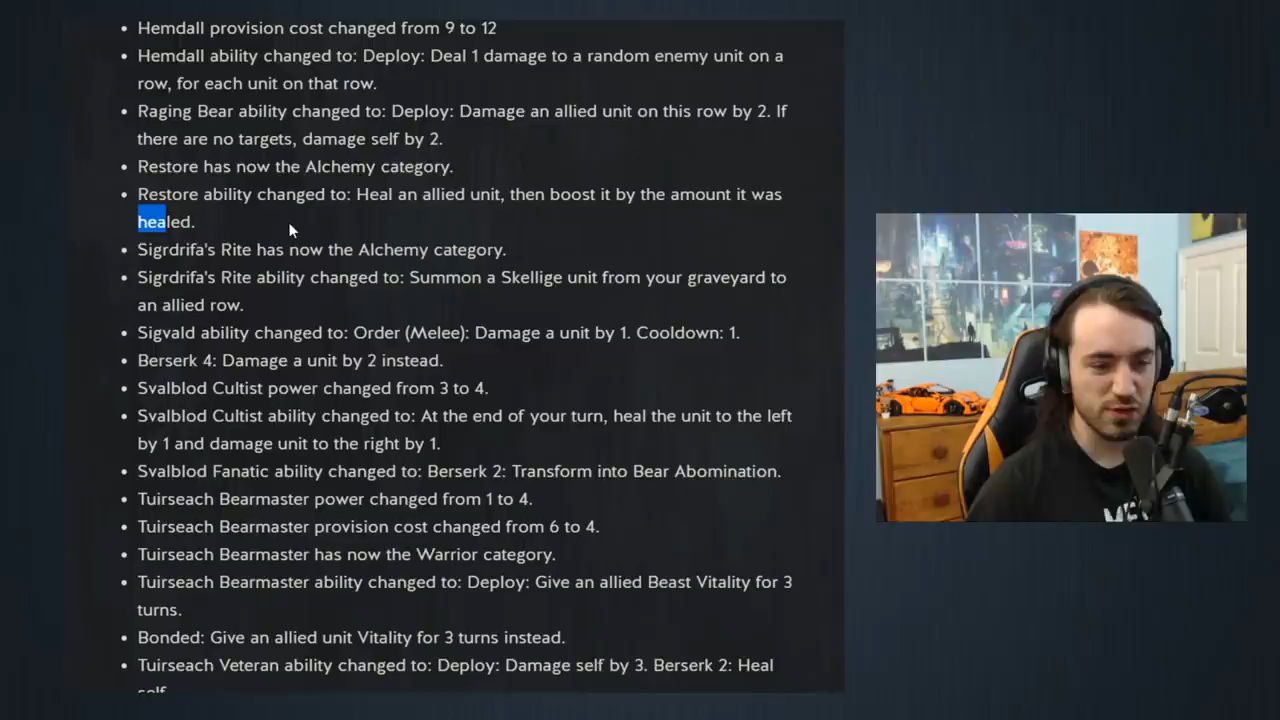 Hemdall provision cost changed from 9 to 12
Hemdall ability changed to: Deploy: Deal 1 damage to a random enemy unit on a
row, for each unit on that row.
Raging Bear ability changed to: Deploy: Damage an allied unit on this row by 2. If
there are no targets, damage self by 2.
Restore has now the Alchemy category.
Restore ability changed to: Heal an allied unit, then boost it by the amount it was
healed.
Sigrdrifa's Rite has now the Alchemy category.
Sigrdrifa's Rite ability changed to: Summon a Skellige unit from your graveyard to
an allied row.
Sigvald ability changed to: Order (Melee): Damage a unit by 1. Cooldown: 1.
Berserk 4: Damage a unit by 2 instead.
Svalblod Cultist power changed from 3 to 4.
Svalblod Cultist ability changed to: At the end of your turn, heal the unit to the left
by 1 and damage unit to the right by 1.
Svalblod Fanatic ability changed to: Berserk 2: Transform into Bear Abomination.
Tuirseach Bearmaster power changed from 1 to 4.
Tuirseach Bearmaster provision cost changed from 6 to 4.
Tuirseach Bearmaster has now the Warrior category.
Tuirseach Bearmaster ability changed to: Deploy: Give an allied Beast Vitality for 3
turns.
Bonded: Give an allied unit Vitality for 3 turns instead.
Tuirseach Veteran ability changed to: Deploy: Damage self by 3. Berserk 2: Heal
self